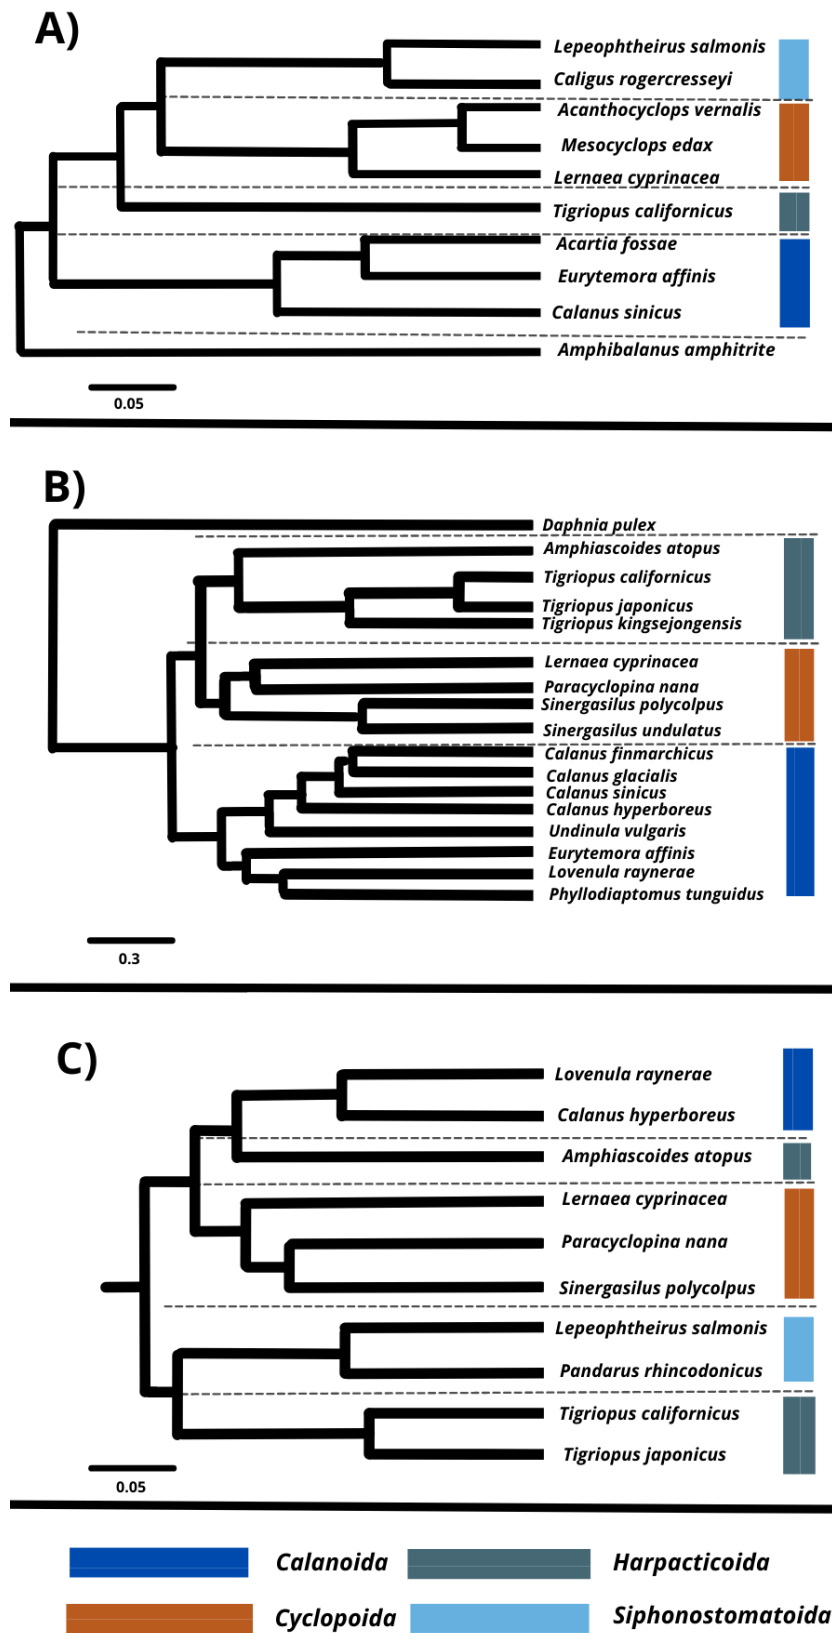 A)
Lepeophtheirus salmonis
Caligus rogercresseyi
Acanthocyclops vernalis
Mesocyclops edax
Lernaea cyprinacea
Tigriopus californicus
Acartia fossae
Eurytemora affinis
Calanus sinicus
Amphibalanus amphitrite
0.05
B)
Daphnia pulex
Amphiascoides atopus
Tigriopus californicus
Tigriopus japonicus
Tigriopus kingsejongensis
Lernaea cyprinacea
Paracyclopina nana
Sinergasilus polycolpus
Sinergasilus undulatus
Calanus finmarchicus
Calanus glacialis
Calanus sinicus
Calanus hyperboreus
Undinula vulgaris
Eurytemora affinis
Lovenula raynerae
Phyllodiaptomus tunguidus
0.3
C)
Lovenula raynerae
Calanus hyperboreus
Amphiascoides atopus
Lernaea cyprinacea
Paracyclopina nana
Sinergasilus polycolpus
Lepeophtheirus salmonis
Pandarus rhincodonicus
Tigriopus californicus
Tigriopus japonicus
0.05
Calanoida Harpacticoida
Cyclopoida Siphonostomatoida